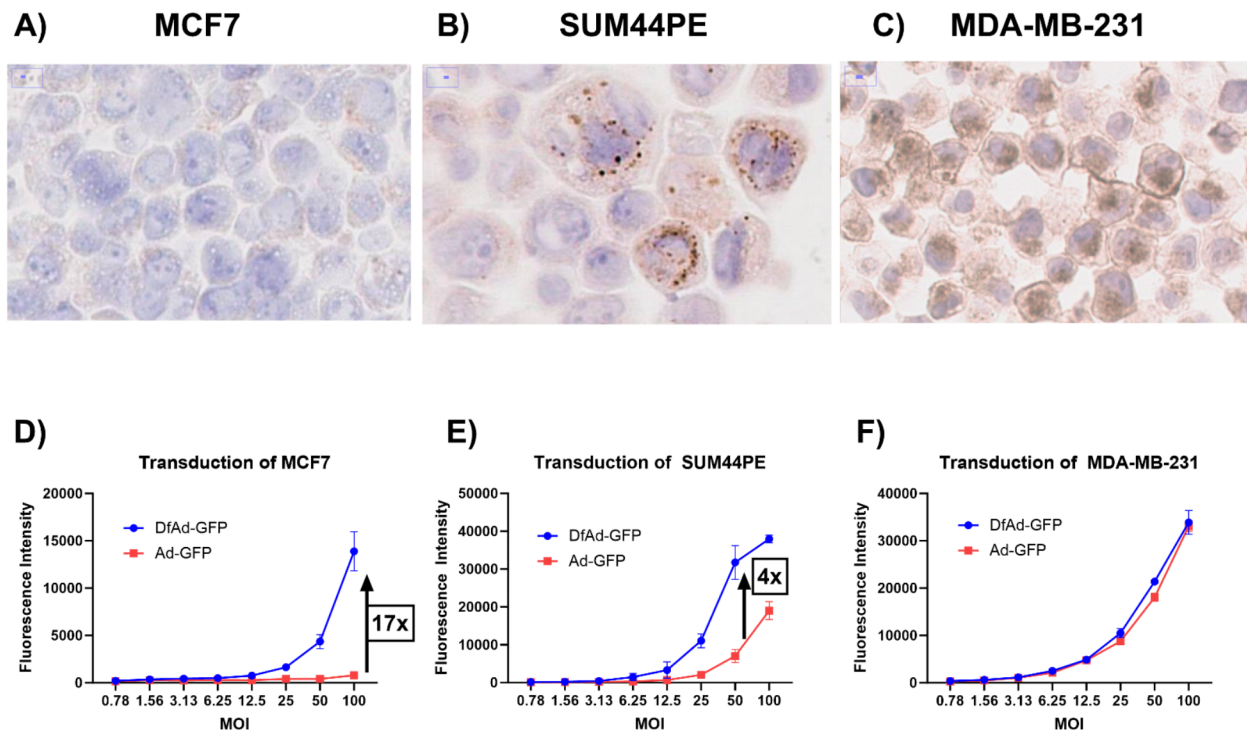 A) MCF7
B) SUM44PE
C) MDA-MB-231
D)
Transduction of MCF7
Fluorescence Intensity
20000
15000
10000
5000
0
DfAd-GFP
Ad-GFP
17x
0.78 1.56 3.13 6.25 12.5 25 50 100
MOI
E)
Transduction of SUM44PE
Fluorescence Intensity
50000
40000
30000
20000
10000
0
DfAd-GFP
Ad-GFP
4x
0.78 1.56 3.13 6.25 12.5 25 50 100
MOI
F)
Transduction of MDA-MB-231
Fluorescence Intensity
40000
30000
20000
10000
0
DfAd-GFP
Ad-GFP
0.78 1.56 3.13 6.25 12.5 25 50 100
MOI